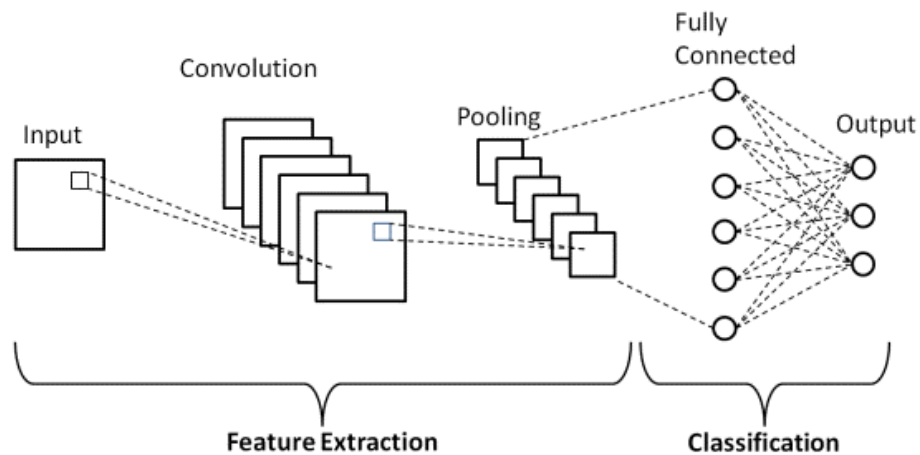 Input
Convolution
Pooling
Fully
Connected
Output
Feature Extraction
Classification